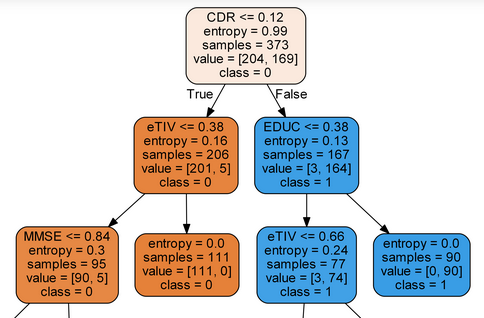 CDR <= 0.12
entropy = 0.99
samples = 373
value = [204, 169]
class = 0
True
False
eTIV <= 0.38
entropy = 0.16
samples = 206
value = [201, 5]
class = 0
EDUC <= 0.38
entropy = 0.13
samples = 167
value = [3, 164]
class = 1
MMSE <= 0.84
entropy = 0.3
samples = 95
value = [90, 5]
class = 0
entropy = 0.0
samples = 111
value = [111, 0]
class = 0
eTIV <= 0.66
entropy = 0.24
samples = 77
value = [3, 74]
class = 1
entropy = 0.0
samples = 90
value = [0, 90]
class = 1